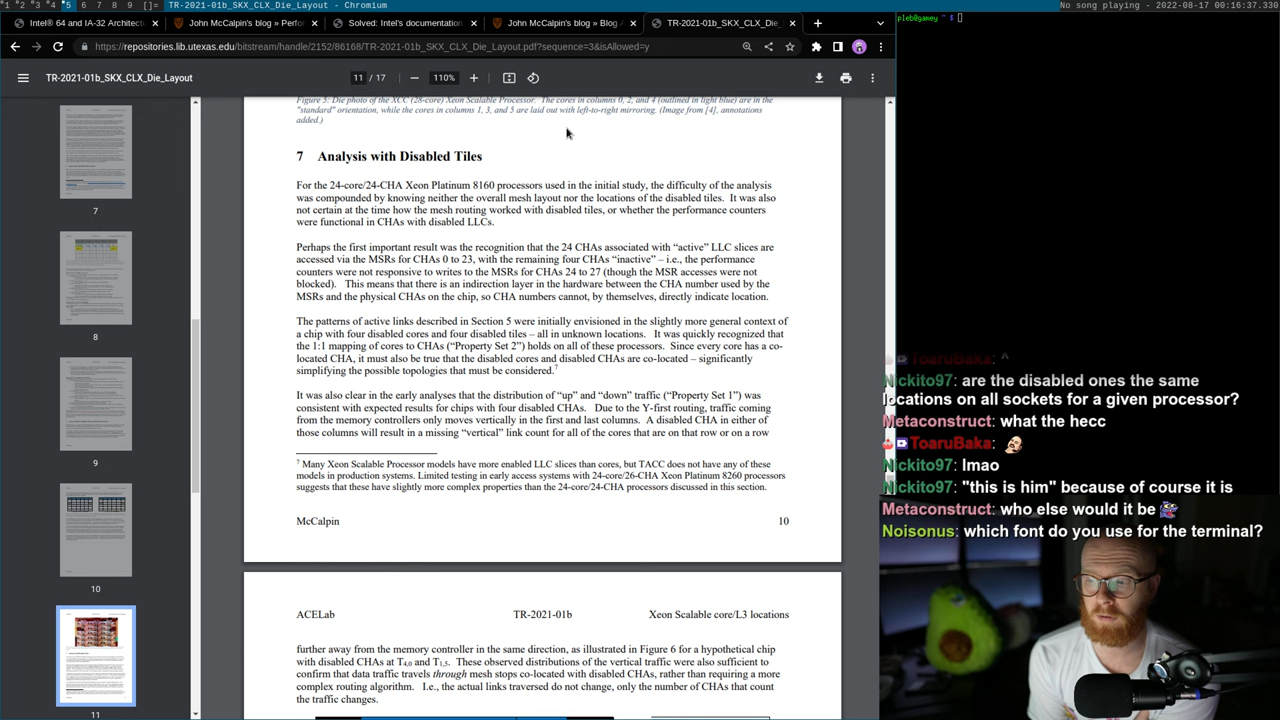 1 2 3 4 5 6 7 8 9 []= TR-2021-01b_SKX_CLX_Die_Layout - Chromium No song playing - 2022-08-17 00:16:37.330
Intel® 64 and IA-32 Architect
John McCalpin's blog » Perfor
Solved: Intel's documentation
John McCalpin's blog » Blog A
TR-2021-01b_SKX_CLX_Die_
pleb@gamey ~ $
https://repositories.lib.utexas.edu/bitstream/handle/2152/86168/TR-2021-01b_SKX_CLX_Die_Layout.pdf?sequence=3&isAllowed=y
TR-2021-01b_SKX_CLX_Die_Layout
11 / 17
110%
7
8
9
10
11
Figure 5: Die photo of the XCC (28-core) Xeon Scalable Processor. The cores in columns 0, 2, and 4 (outlined in light blue) are in the
"standard" orientation, while the cores in columns 1, 3, and 5 are laid out with left-to-right mirroring. (Image from [4], annotations
added.)
7 Analysis with Disabled Tiles
For the 24-core/24-CHA Xeon Platinum 8160 processors used in the initial study, the difficulty of the analysis
was compounded by knowing neither the overall mesh layout nor the locations of the disabled tiles. It was also
not certain at the time how the mesh routing worked with disabled tiles, or whether the performance counters
were functional in CHAs with disabled LLCs.
Perhaps the first important result was the recognition that the 24 CHAs associated with “active” LLC slices are
accessed via the MSRs for CHAs 0 to 23, with the remaining four CHAs “inactive” – i.e., the performance
counters were not responsive to writes to the MSRs for CHAs 24 to 27 (though the MSR accesses were not
blocked). This means that there is an indirection layer in the hardware between the CHA number used by the
MSRs and the physical CHAs on the chip, so CHA numbers cannot, by themselves, directly indicate location.
The patterns of active links described in Section 5 were initially envisioned in the slightly more general context of
a chip with four disabled cores and four disabled tiles – all in unknown locations. It was quickly recognized that
the 1:1 mapping of cores to CHAs (“Property Set 2”) holds on all of these processors. Since every core has a co-
located CHA, it must also be true that the disabled cores and disabled CHAs are co-located – significantly
simplifying the possible topologies that must be considered.7
It was also clear in the early analyses that the distribution of “up” and “down” traffic (“Property Set 1”) was
consistent with expected results for chips with four disabled CHAs. Due to the Y-first routing, traffic coming
from the memory controllers only moves vertically in the first and last columns. A disabled CHA in either of
those columns will result in a missing “vertical” link count for all of the cores that are on that row or on a row
7 Many Xeon Scalable Processor models have more enabled LLC slices than cores, but TACC does not have any of these
models in production systems. Limited testing in early access systems with 24-core/26-CHA Xeon Platinum 8260 processors
suggests that these have slightly more complex properties than the 24-core/24-CHA processors discussed in this section.
McCalpin 10
ACELab TR-2021-01b Xeon Scalable core/L3 locations
further away from the memory controller in the same direction, as illustrated in Figure 6 for a hypothetical chip
with disabled CHAs at T4,0 and T1,5. These observed distributions of the vertical traffic were also sufficient to
confirm that data traffic travels through mesh stops co-located with disabled CHAs, rather than requiring a more
complex routing algorithm. I.e., the actual links traversed do not change, only the number of CHAs that count
the traffic changes.
ToaruBaka: ^
Nickito97: are the disabled ones the same
locations on all sockets for a given processor?
Metaconstruct: what the hecc
ToaruBaka:
Nickito97: lmao
Nickito97: "this is him" because of course it is
Metaconstruct: who else would it be
Noisonus: which font do you use for the terminal?